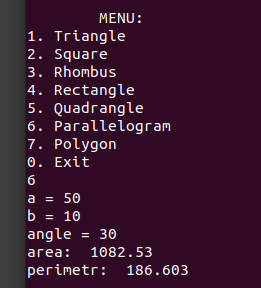 MENU:
1. Triangle
2. Square
3. Rhombus
4. Rectangle
5. Quadrangle
6. Parallelogram
7. Polygon
0. Exit
6
a = 50
b = 10
angle = 30
area:  1082.53
perimetr:  186.603